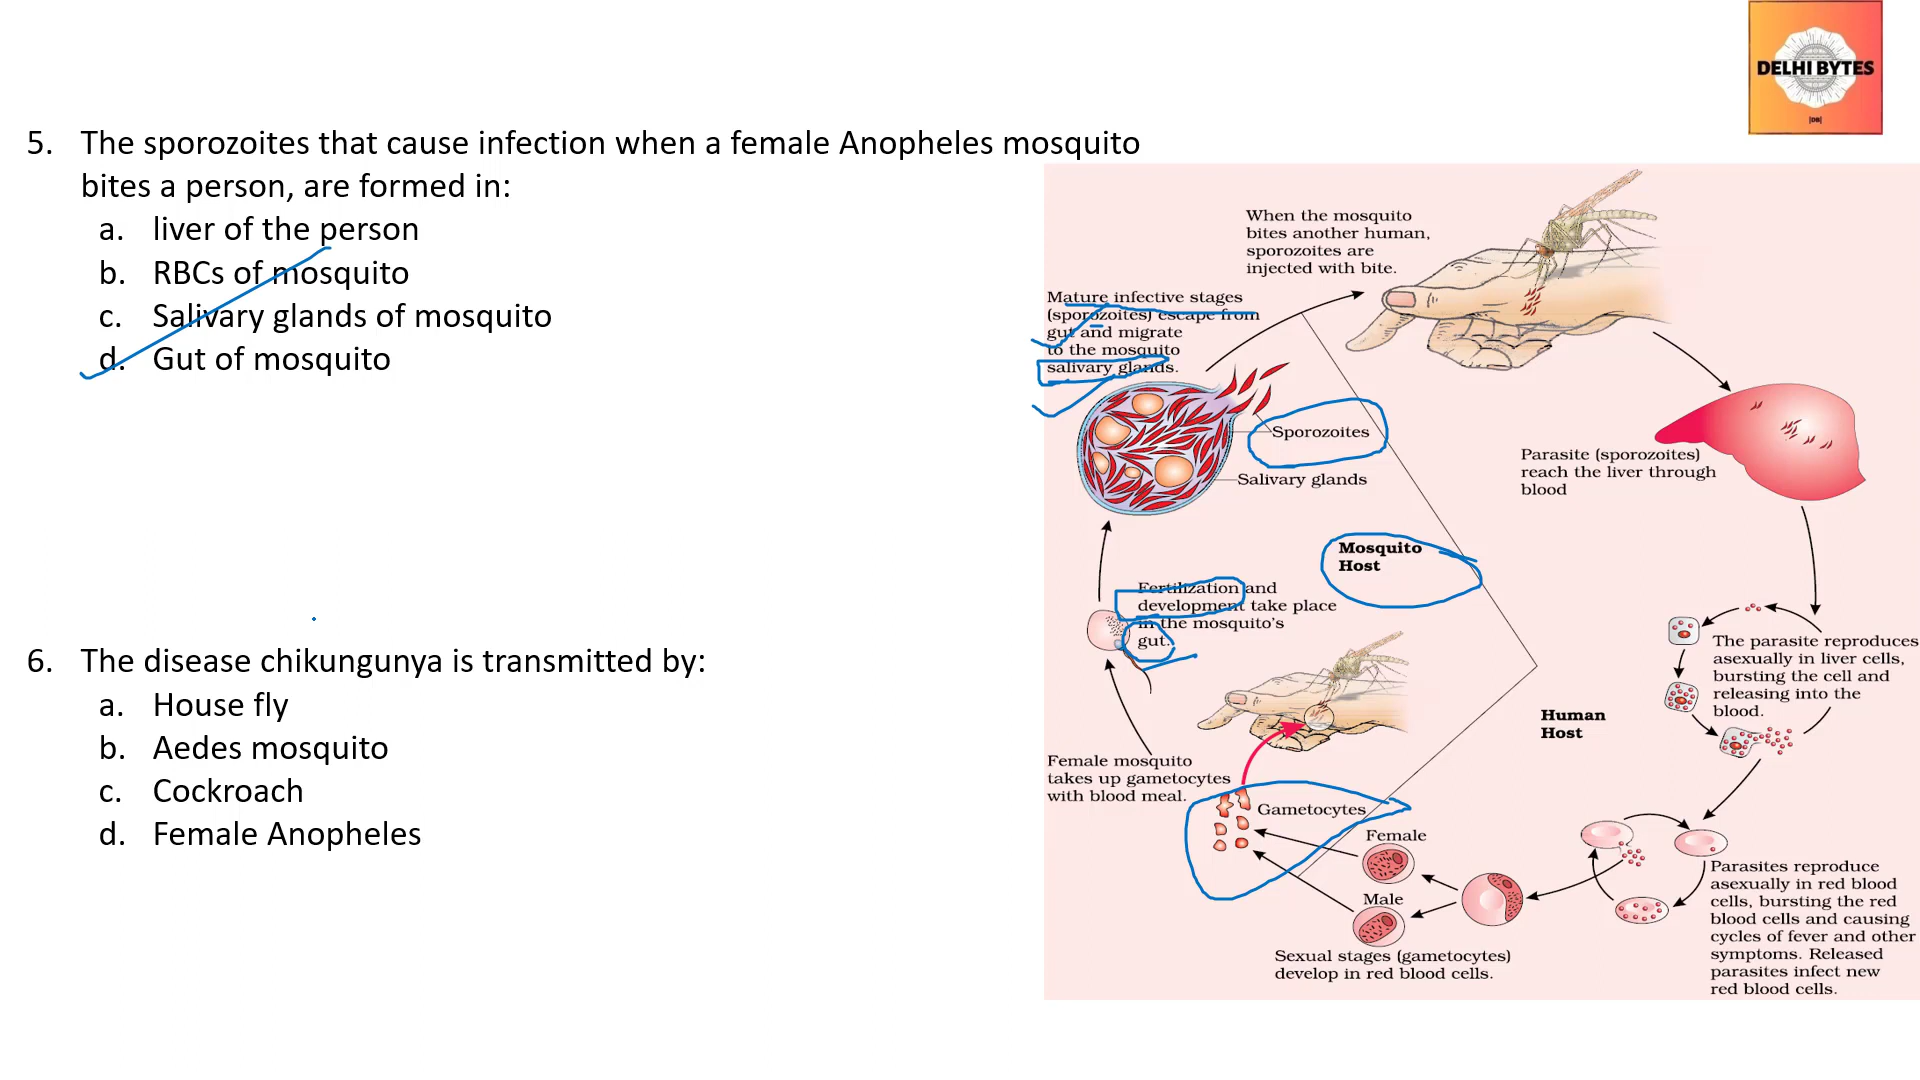 DELHI BYTES
|DB|
5. The sporozoites that cause infection when a female Anopheles mosquito
bites a person, are formed in:
a. liver of the person
b. RBCs of mosquito
c. Salivary glands of mosquito
d. Gut of mosquito
6. The disease chikungunya is transmitted by:
a. House fly
b. Aedes mosquito
c. Cockroach
d. Female Anopheles
When the mosquito
bites another human,
sporozoites are
injected with bite.
Mature infective stages
(sporozoites) escape from
gut and migrate
to the mosquito
salivary glands.
Sporozoites
Salivary glands
Parasite (sporozoites)
reach the liver through
blood
Mosquito
Host
Fertilization and
development take place
in the mosquito's
gut.
The parasite reproduces
asexually in liver cells,
bursting the cell and
releasing into the
blood.
Human
Host
Female mosquito
takes up gametocytes
with blood meal.
Gametocytes
Female
Male
Sexual stages (gametocytes)
develop in red blood cells.
Parasites reproduce
asexually in red blood
cells, bursting the red
blood cells and causing
cycles of fever and other
symptoms. Released
parasites infect new
red blood cells.